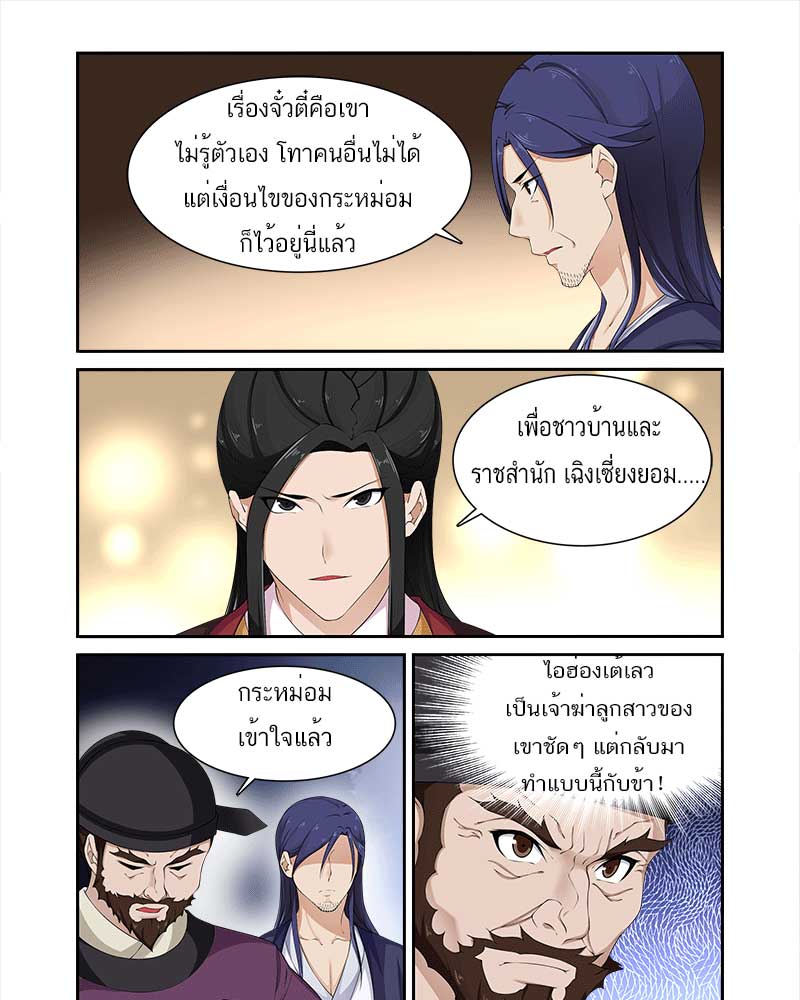 เรื่องจั๋วตี๋คือเขา
ไม่รู้ตัวเอง โทาคนอื่นไม่ได้
แต่เงื่อนไขของกระหม่อม
ก็ไว้อยู่นี่แล้ว
เพื่อชาวบ้านและ
ราชสำนัก เฉิงเซี่ยงยอม.....
กระหม่อม
เข้าใจแล้ว
ไอฮ่องเต้เลว
เป็นเจ้าฆ่าลูกสาวของ
เขาชัดๆ แต่กลับมา
ทำแบบนี้กับข้า!